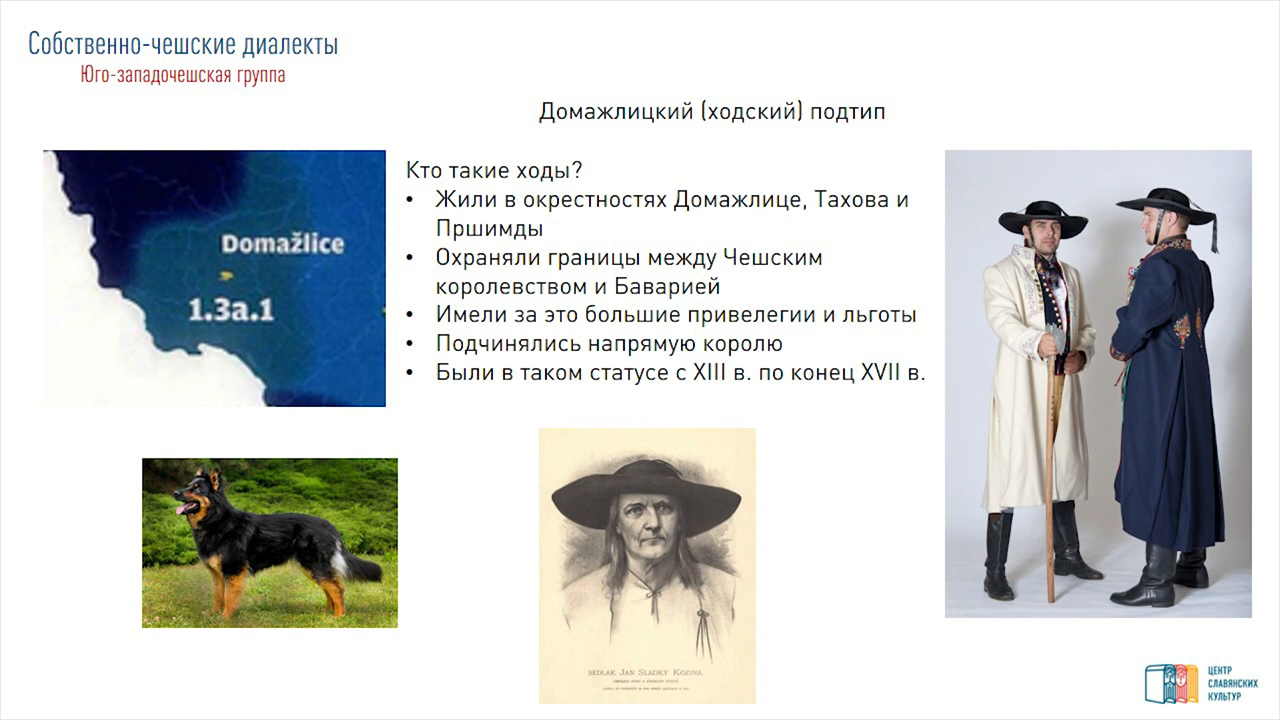 Собственно-чешские диалекты
Юго-западочешская группа
Домажлицкий (ходский) подтип
Domažlice
1.3a.1
Кто такие ходы?
• Жили в окрестностях Домажлице, Тахова и
Пршимды
• Охраняли границы между Чешским
королевством и Баварией
• Имели за это большие привелегии и льготы
• Подчинялись напрямую королю
• Были в таком статусе с XIII в. по конец XVII в.
SEDLAK JAN SLADKY KOZINA
ЦЕНТР
СЛАВЯНСКИХ
КУЛЬТУР